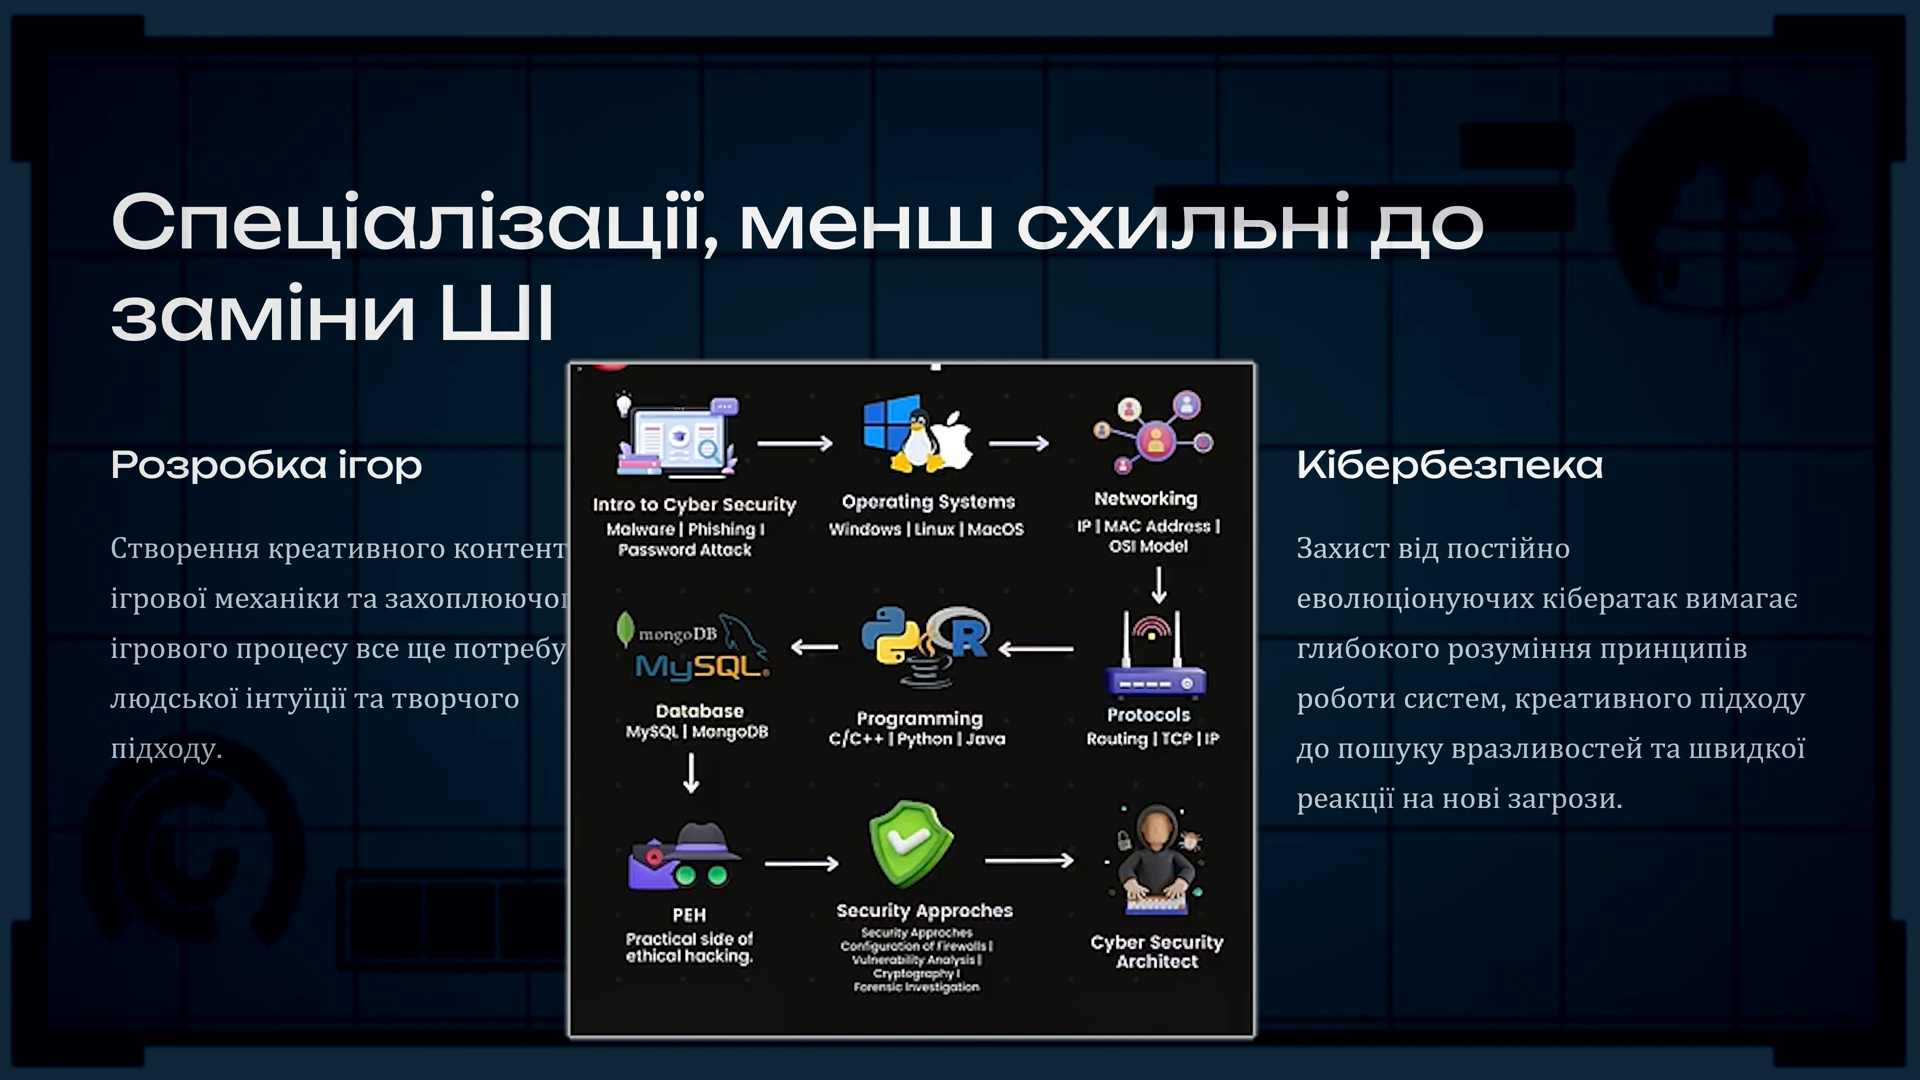 Спеціалізації, менш схильні до
заміни ШІ
Розробка ігор
Створення креативного контент
ігрової механіки та захоплюючо
ігрового процесу все ще потребу
людської інтуїції та творчого
підходу.
Intro to Cyber Security
Malware | Phishing |
Password Attack
Operating Systems
Windows | Linux | MacOS
Networking
IP | MAC Address |
OSI Model
mongoDB
MySQL
Database
MySQL | MongoDB
R
Programming
C/C++ | Python | Java
Protocols
Routing | TCP | IP
PEH
Practical side of
ethical hacking.
Security Approches
Security Approches
Configuration of Firewalls |
Vulnerability Analysis |
Cryptography |
Forensic Investigation
Cyber Security
Architect
Кібербезпека
Захист від постійно
еволюціонуючих кібератак вимагає
глибокого розуміння принципів
роботи систем, креативного підходу
до пошуку вразливостей та швидкої
реакції на нові загрози.